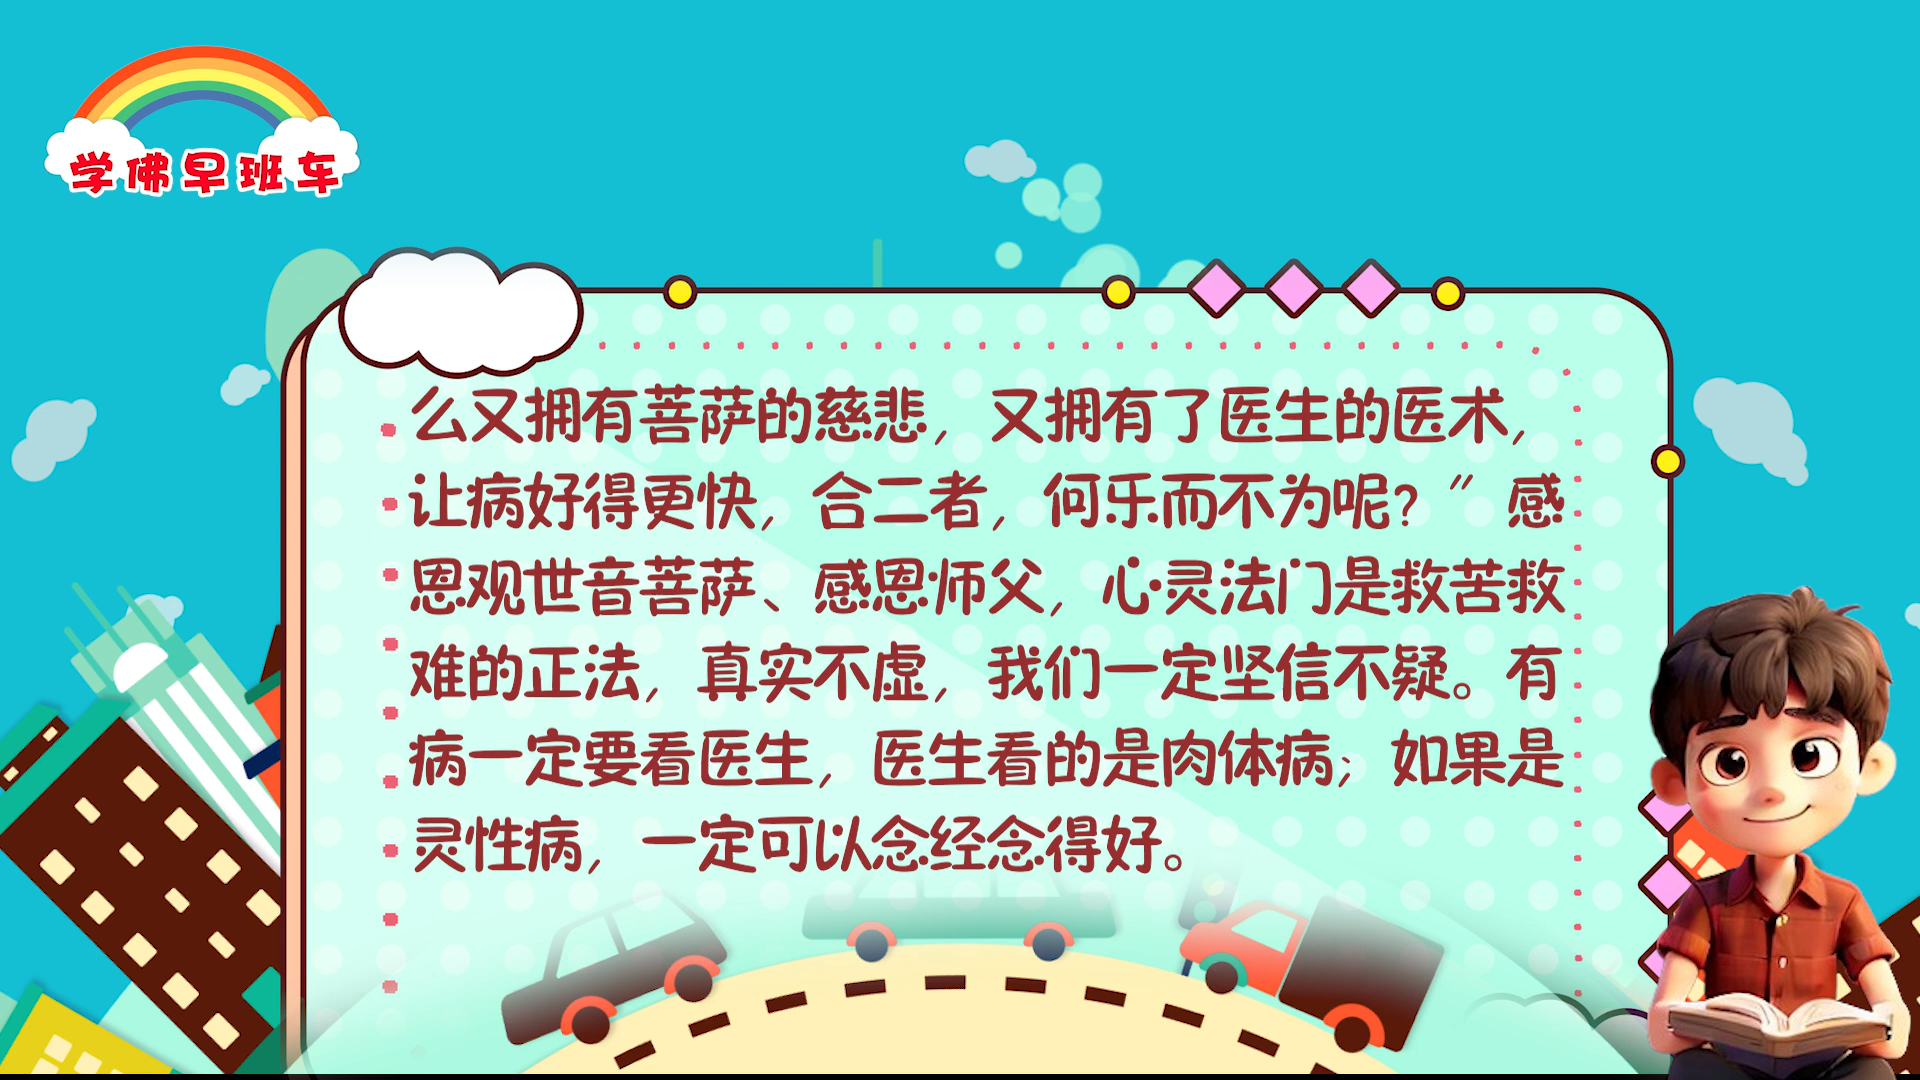 学佛早班车
么又拥有菩萨的慈悲，又拥有了医生的医术，
让病好得更快，合二者，何乐而不为呢？”感
恩观世音菩萨、感恩师父，心灵法门是救苦救
难的正法，真实不虚，我们一定坚信不疑。有
病一定要看医生，医生看的是肉体病；如果是
灵性病，一定可以念经念得好。